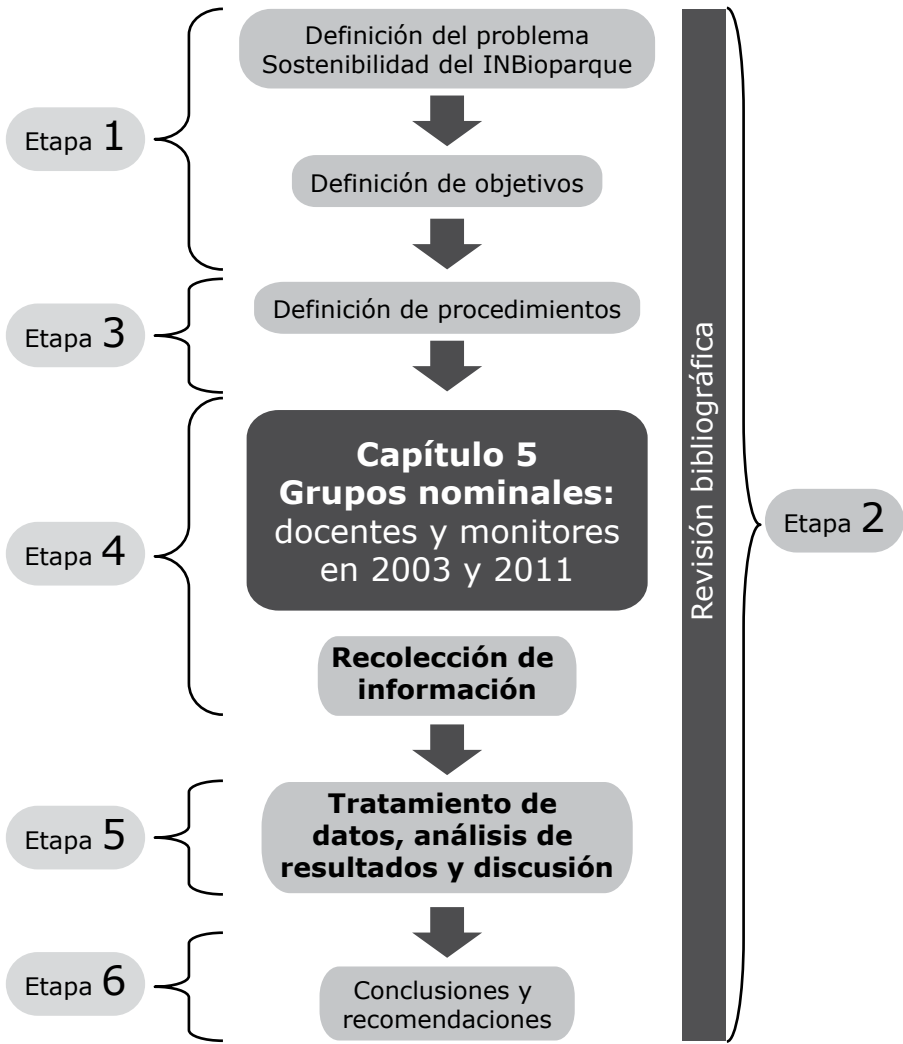 Etapa 1
Definición del problema
Sostenibilidad del INBioparque
Definición de objetivos
Etapa 3
Definición de procedimientos
Etapa 4
Capítulo 5
Grupos nominales:
docentes y monitores
en 2003 y 2011
Recolección de
información
Etapa 5
Tratamiento de
datos, análisis de
resultados y discusión
Etapa 6
Conclusiones y
recomendaciones
Revisión bibliográfica
Etapa 2